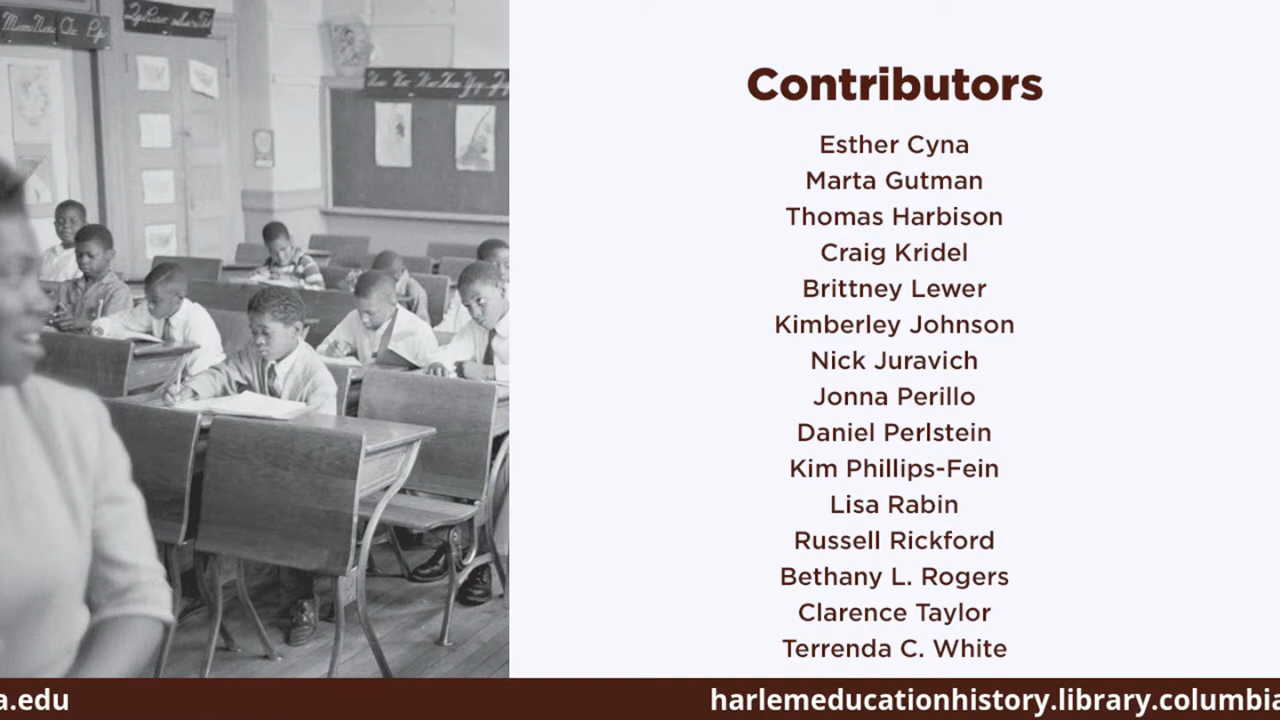 Contributors
Esther Cyna
Marta Gutman
Thomas Harbison
Craig Kridel
Brittney Lewer
Kimberley Johnson
Nick Juravich
Jonna Perillo
Daniel Perlstein
Kim Phillips-Fein
Lisa Rabin
Russell Rickford
Bethany L. Rogers
Clarence Taylor
Terrenda C. White
a.edu
harlemeducationhistory.library.columbia